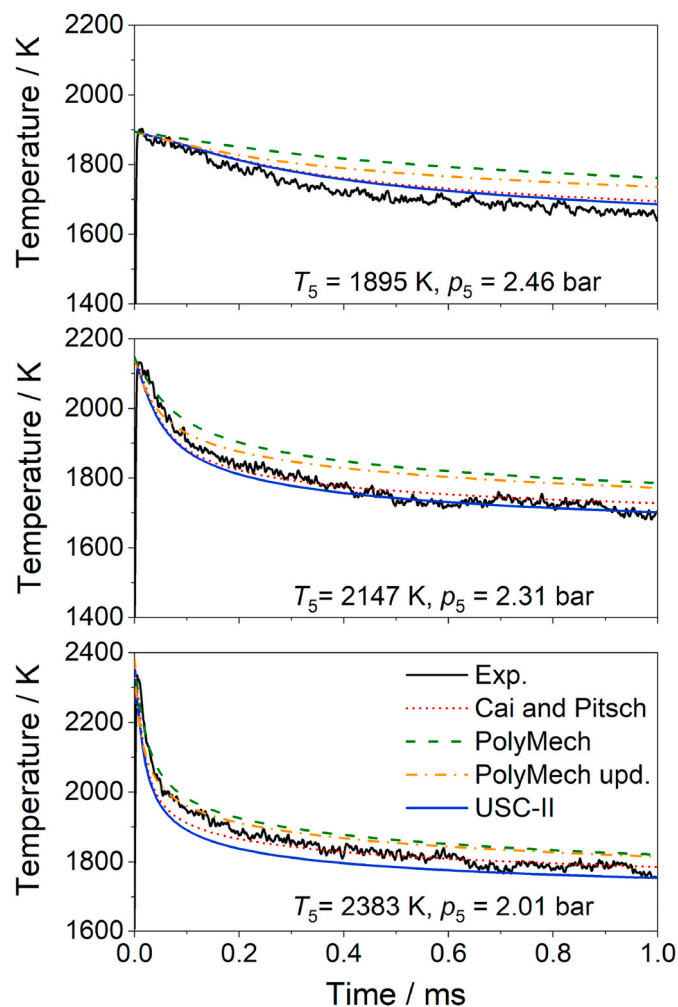 2200
2000
1800
1600
1400
Temperature / K
T5 = 1895 K, p5 = 2.46 bar
2200
2000
1800
1600
1400
Temperature / K
T5= 2147 K, p5 = 2.31 bar
2400
2200
2000
1800
1600
Temperature / K
Exp.
Cai and Pitsch
PolyMech
PolyMech upd.
USC-II
T5= 2383 K, p5 = 2.01 bar
0.0 0.2 0.4 0.6 0.8 1.0
Time / ms